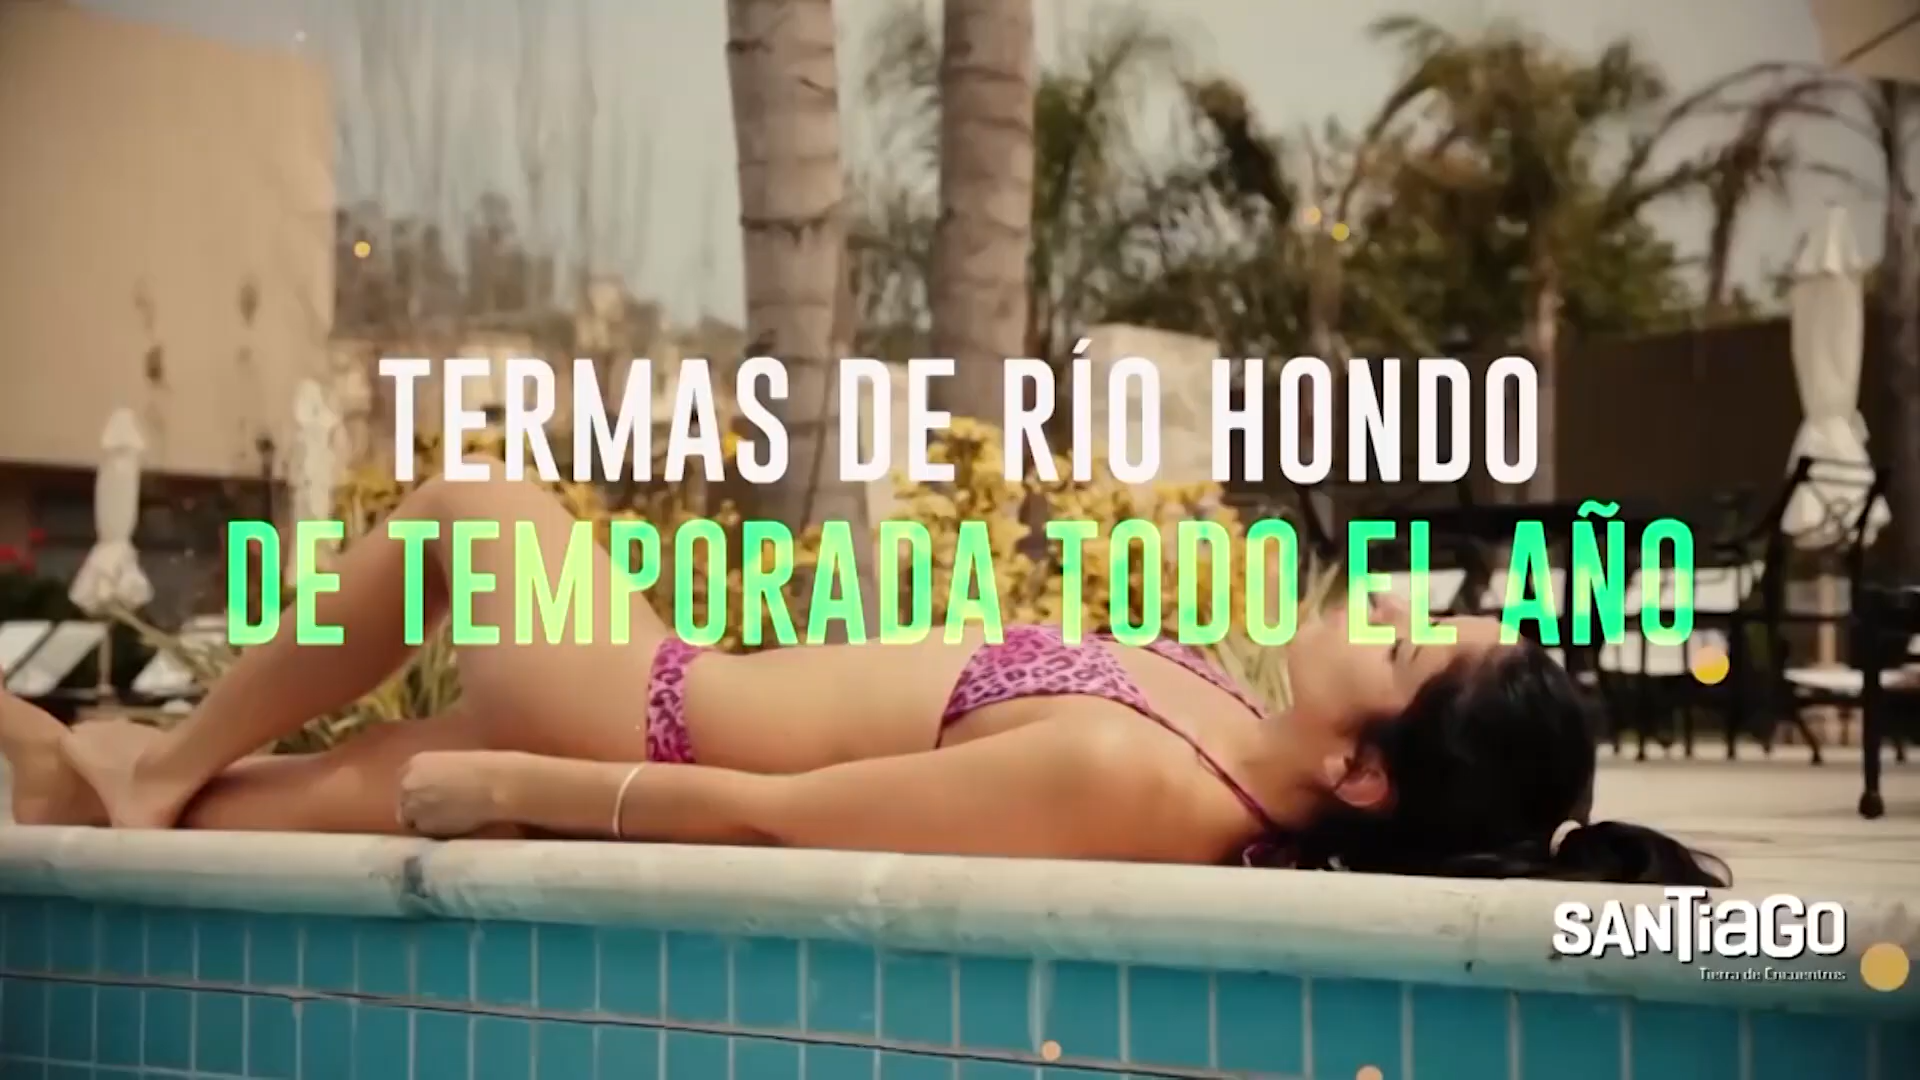 TERMAS DE RÍO HONDO
DE TEMPORADA TODO EL AÑO
SANTIAGO
Tierra de Encuentros